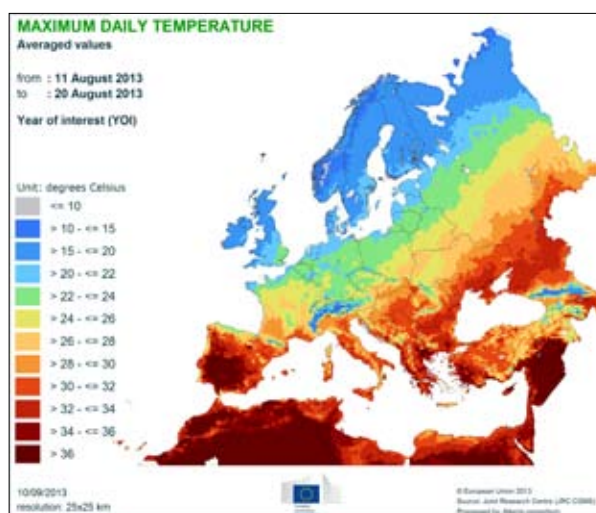 MAXIMUM DAILY TEMPERATURE
Averaged values
from : 11 August 2013
to : 20 August 2013
Year of interest (YOI)
Unit: degrees Celsius
<= 10
> 10 - <= 15
> 15 - <= 20
> 20 - <= 22
> 22 - <= 24
> 24 - <= 26
> 26 - <= 28
> 28 - <= 30
> 30 - <= 32
> 32 - <= 34
> 34 - <= 36
> 36
10/09/2013
resolution: 25x25 km
© European Union 2013
Source: Joint Research Centre (JRC